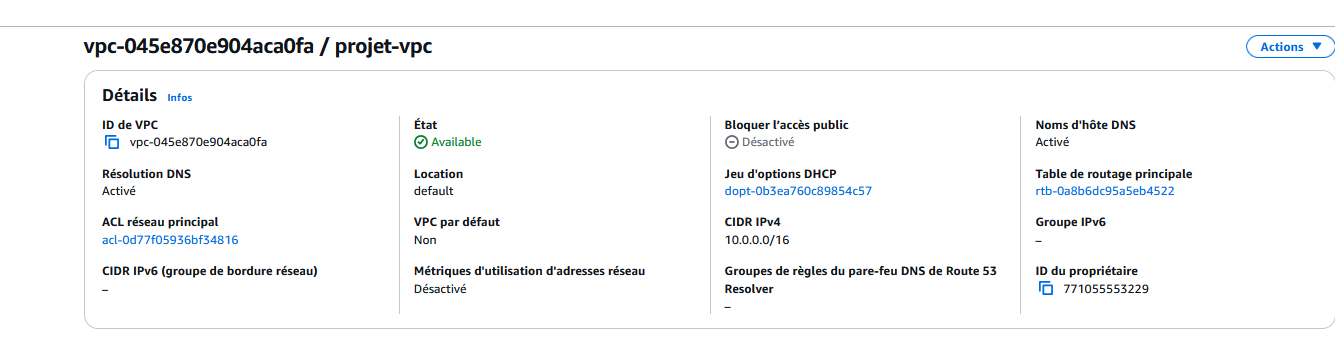 vpc-045e870e904aca0fa / projet-vpc
Actions
Détails Infos
ID de VPC
vpc-045e870e904aca0fa
État
Available
Bloquer l'accès public
Désactivé
Noms d'hôte DNS
Activé
Résolution DNS
Activé
Location
default
Jeu d'options DHCP
dopt-0b3ea760c89854c57
Table de routage principale
rtb-0a8b6dc95a5eb4522
ACL réseau principal
acl-0d77f05936bf34816
VPC par défaut
Non
CIDR IPv4
10.0.0.0/16
Groupe IPv6
–
CIDR IPv6 (groupe de bordure réseau)
–
Métriques d'utilisation d'adresses réseau
Désactivé
Groupes de règles du pare-feu DNS de Route 53
Resolver
–
ID du propriétaire
771055553229